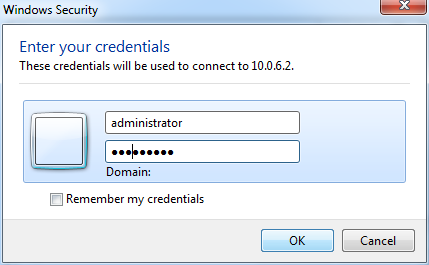 Windows Security
Enter your credentials
These credentials will be used to connect to 10.0.6.2.
administrator
●●●●●●●●●
Domain:
Remember my credentials
OK
Cancel